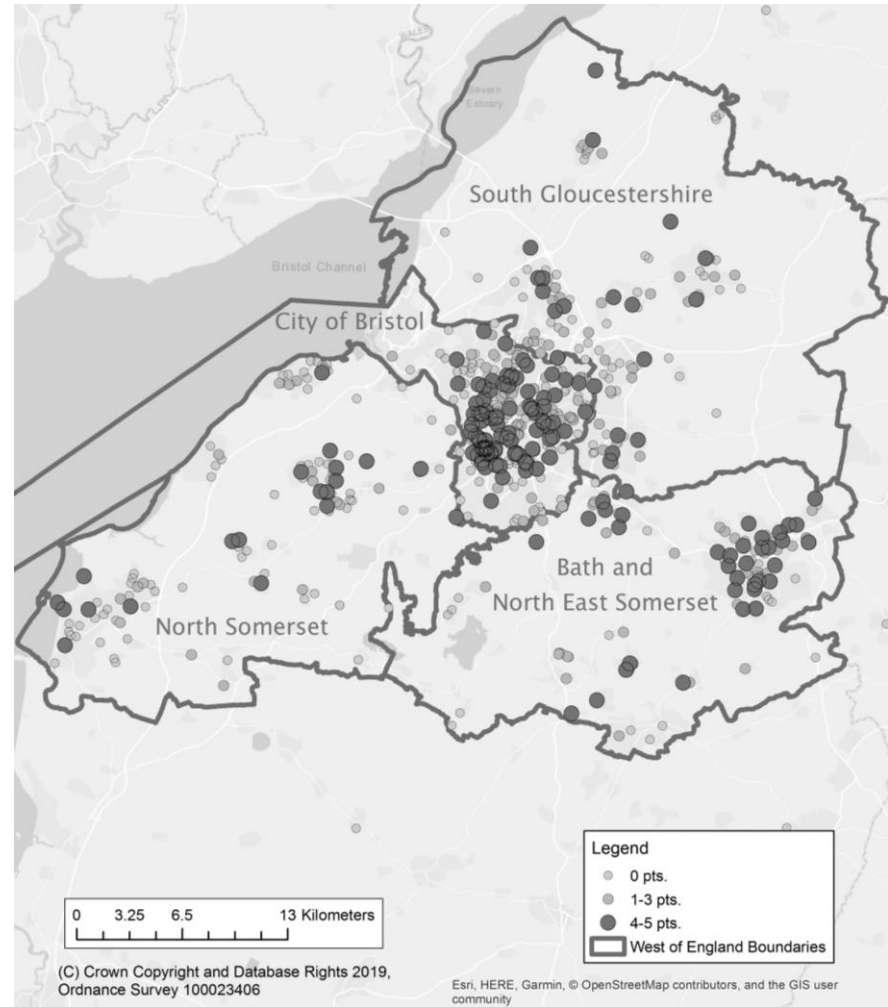 WALES
Severn
Estuary
South Gloucestershire
Bristol Channel
City of Bristol
Bath and
North East Somerset
North Somerset
Legend
0 pts.
1-3 pts.
4-5 pts.
West of England Boundaries
0 3.25 6.5 13 Kilometers
(C) Crown Copyright and Database Rights 2019,
Ordnance Survey 100023406
Esri, HERE, Garmin, © OpenStreetMap contributors, and the GIS user
community